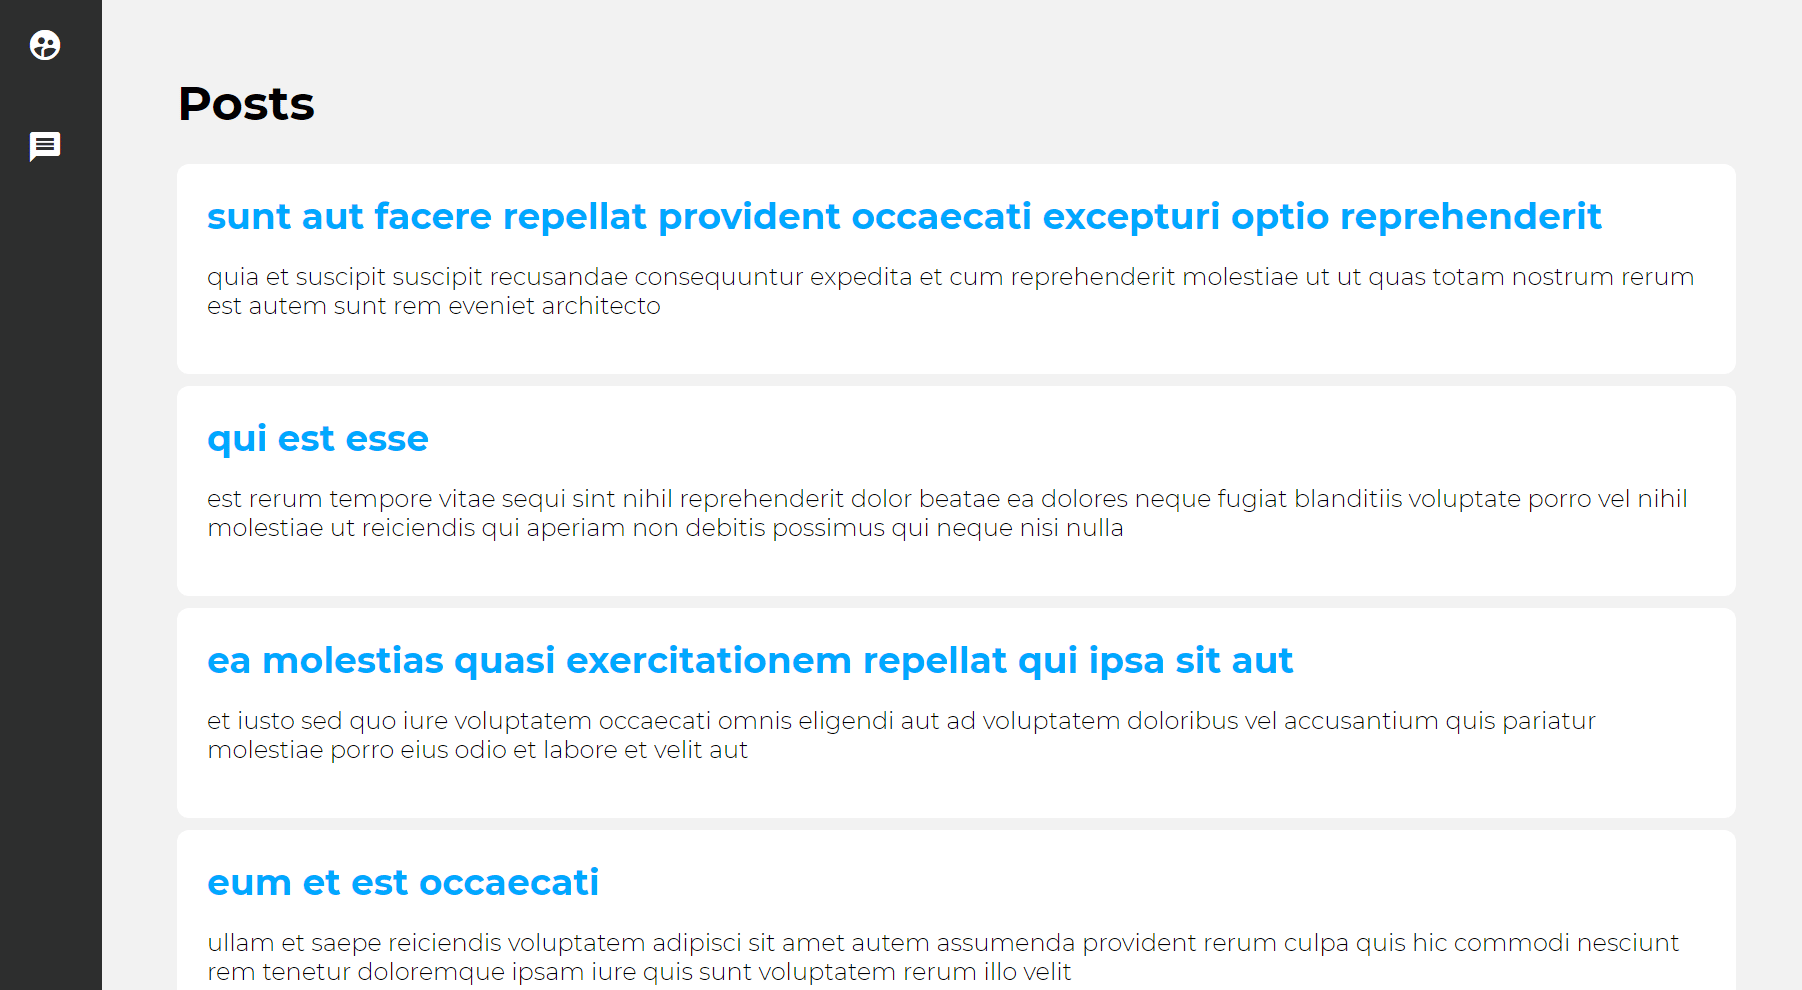 Posts
sunt aut facere repellat provident occaecati excepturi optio reprehenderit
quia et suscipit suscipit recusandae consequuntur expedita et cum reprehenderit molestiae ut ut quas totam nostrum rerum
est autem sunt rem eveniet architecto
qui est esse
est rerum tempore vitae sequi sint nihil reprehenderit dolor beatae ea dolores neque fugiat blanditiis voluptate porro vel nihil
molestiae ut reiciendis qui aperiam non debitis possimus qui neque nisi nulla
ea molestias quasi exercitationem repellat qui ipsa sit aut
et iusto sed quo iure voluptatem occaecati omnis eligendi aut ad voluptatem doloribus vel accusantium quis pariatur
molestiae porro eius odio et labore et velit aut
eum et est occaecati
ullam et saepe reiciendis voluptatem adipisci sit amet autem assumenda provident rerum culpa quis hic commodi nesciunt
rem tenetur doloremque ipsam iure quis sunt voluptatem rerum illo velit